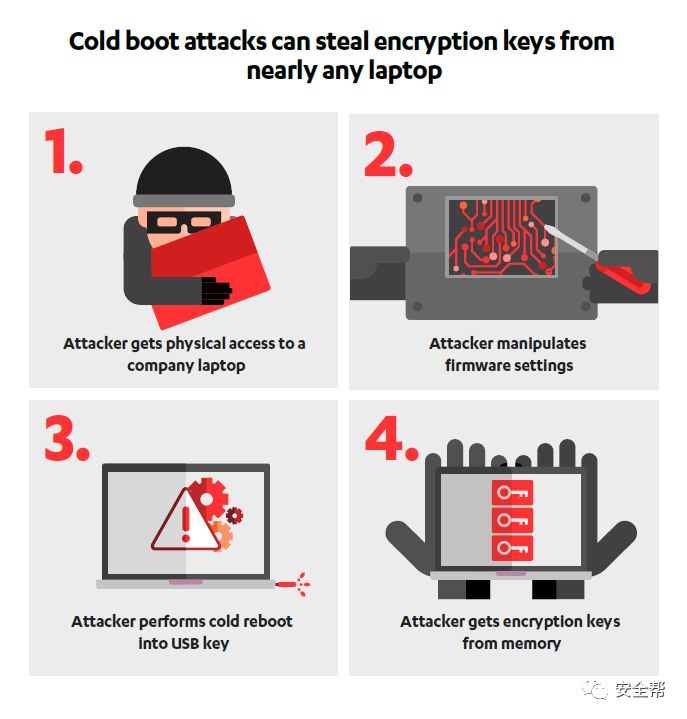 Cold boot attacks can steal encryption keys from
nearly any laptop
1.
Attacker gets physical access to a
company laptop
2.
Attacker manipulates
firmware settings
3.
Attacker performs cold reboot
into USB key
4.
Attacker gets encryption keys
from memory
安全帮